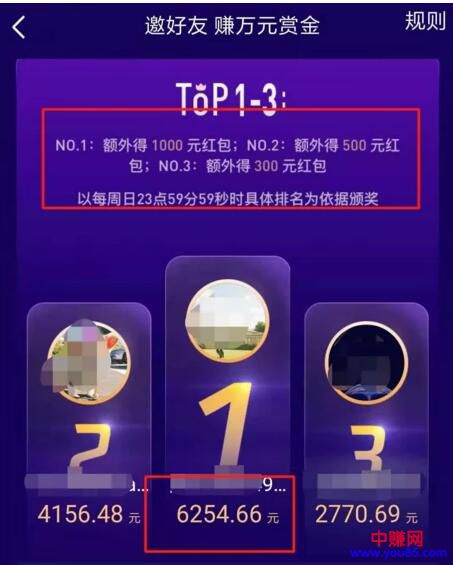 邀好友 赚万元赏金
规则
TOP 1-3:
NO.1：额外得 1000 元红包；NO.2：额外得 500 元红
包；NO.3：额外得 300 元红包
以每周日23点59分59秒时具体排名为依据颁奖
1
2
3
a...
9...
4156.48 元
6254.66 元
2770.69 元
中赚网
www.you85.com